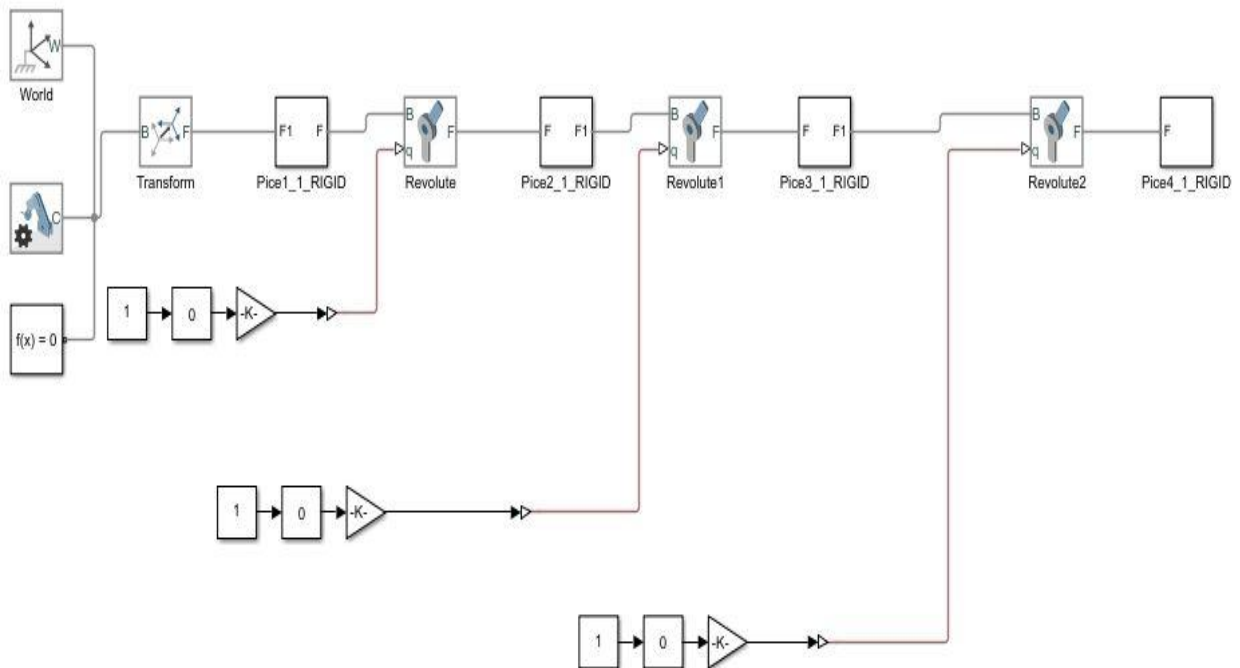 W
World
B
F
Transform
F1
F
Pice1_1_RIGID
B
q
F
Revolute
F
F1
Pice2_1_RIGID
B
q
F
Revolute1
F
F1
Pice3_1_RIGID
B
q
F
Revolute2
F
Pice4_1_RIGID
C
f(x) = 0
1
0
-K-
1
0
-K-
1
0
-K-